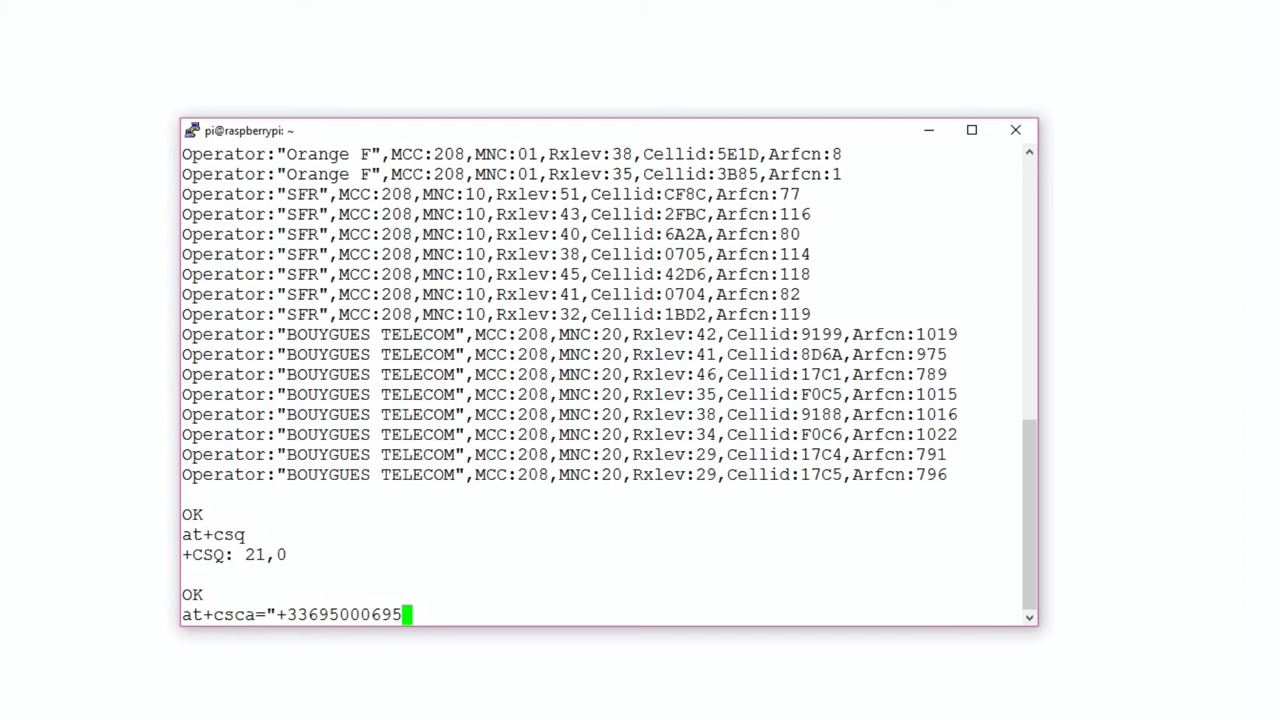 pi@raspberrypi: ~
Operator:"Orange F",MCC:208,MNC:01,Rxlev:38,Cellid:5E1D,Arfcn:8
Operator:"Orange F",MCC:208,MNC:01,Rxlev:35,Cellid:3B85,Arfcn:1
Operator:"SFR",MCC:208,MNC:10,Rxlev:51,Cellid:CF8C,Arfcn:77
Operator:"SFR",MCC:208,MNC:10,Rxlev:43,Cellid:2FBC,Arfcn:116
Operator:"SFR",MCC:208,MNC:10,Rxlev:40,Cellid:6A2A,Arfcn:80
Operator:"SFR",MCC:208,MNC:10,Rxlev:38,Cellid:0705,Arfcn:114
Operator:"SFR",MCC:208,MNC:10,Rxlev:45,Cellid:42D6,Arfcn:118
Operator:"SFR",MCC:208,MNC:10,Rxlev:41,Cellid:0704,Arfcn:82
Operator:"SFR",MCC:208,MNC:10,Rxlev:32,Cellid:1BD2,Arfcn:119
Operator:"BOUYGUES TELECOM",MCC:208,MNC:20,Rxlev:42,Cellid:9199,Arfcn:1019
Operator:"BOUYGUES TELECOM",MCC:208,MNC:20,Rxlev:41,Cellid:8D6A,Arfcn:975
Operator:"BOUYGUES TELECOM",MCC:208,MNC:20,Rxlev:46,Cellid:17C1,Arfcn:789
Operator:"BOUYGUES TELECOM",MCC:208,MNC:20,Rxlev:35,Cellid:F0C5,Arfcn:1015
Operator:"BOUYGUES TELECOM",MCC:208,MNC:20,Rxlev:38,Cellid:9188,Arfcn:1016
Operator:"BOUYGUES TELECOM",MCC:208,MNC:20,Rxlev:34,Cellid:F0C6,Arfcn:1022
Operator:"BOUYGUES TELECOM",MCC:208,MNC:20,Rxlev:29,Cellid:17C4,Arfcn:791
Operator:"BOUYGUES TELECOM",MCC:208,MNC:20,Rxlev:29,Cellid:17C5,Arfcn:796
OK
at+csq
+CSQ: 21,0
OK
at+csca="+33695000695